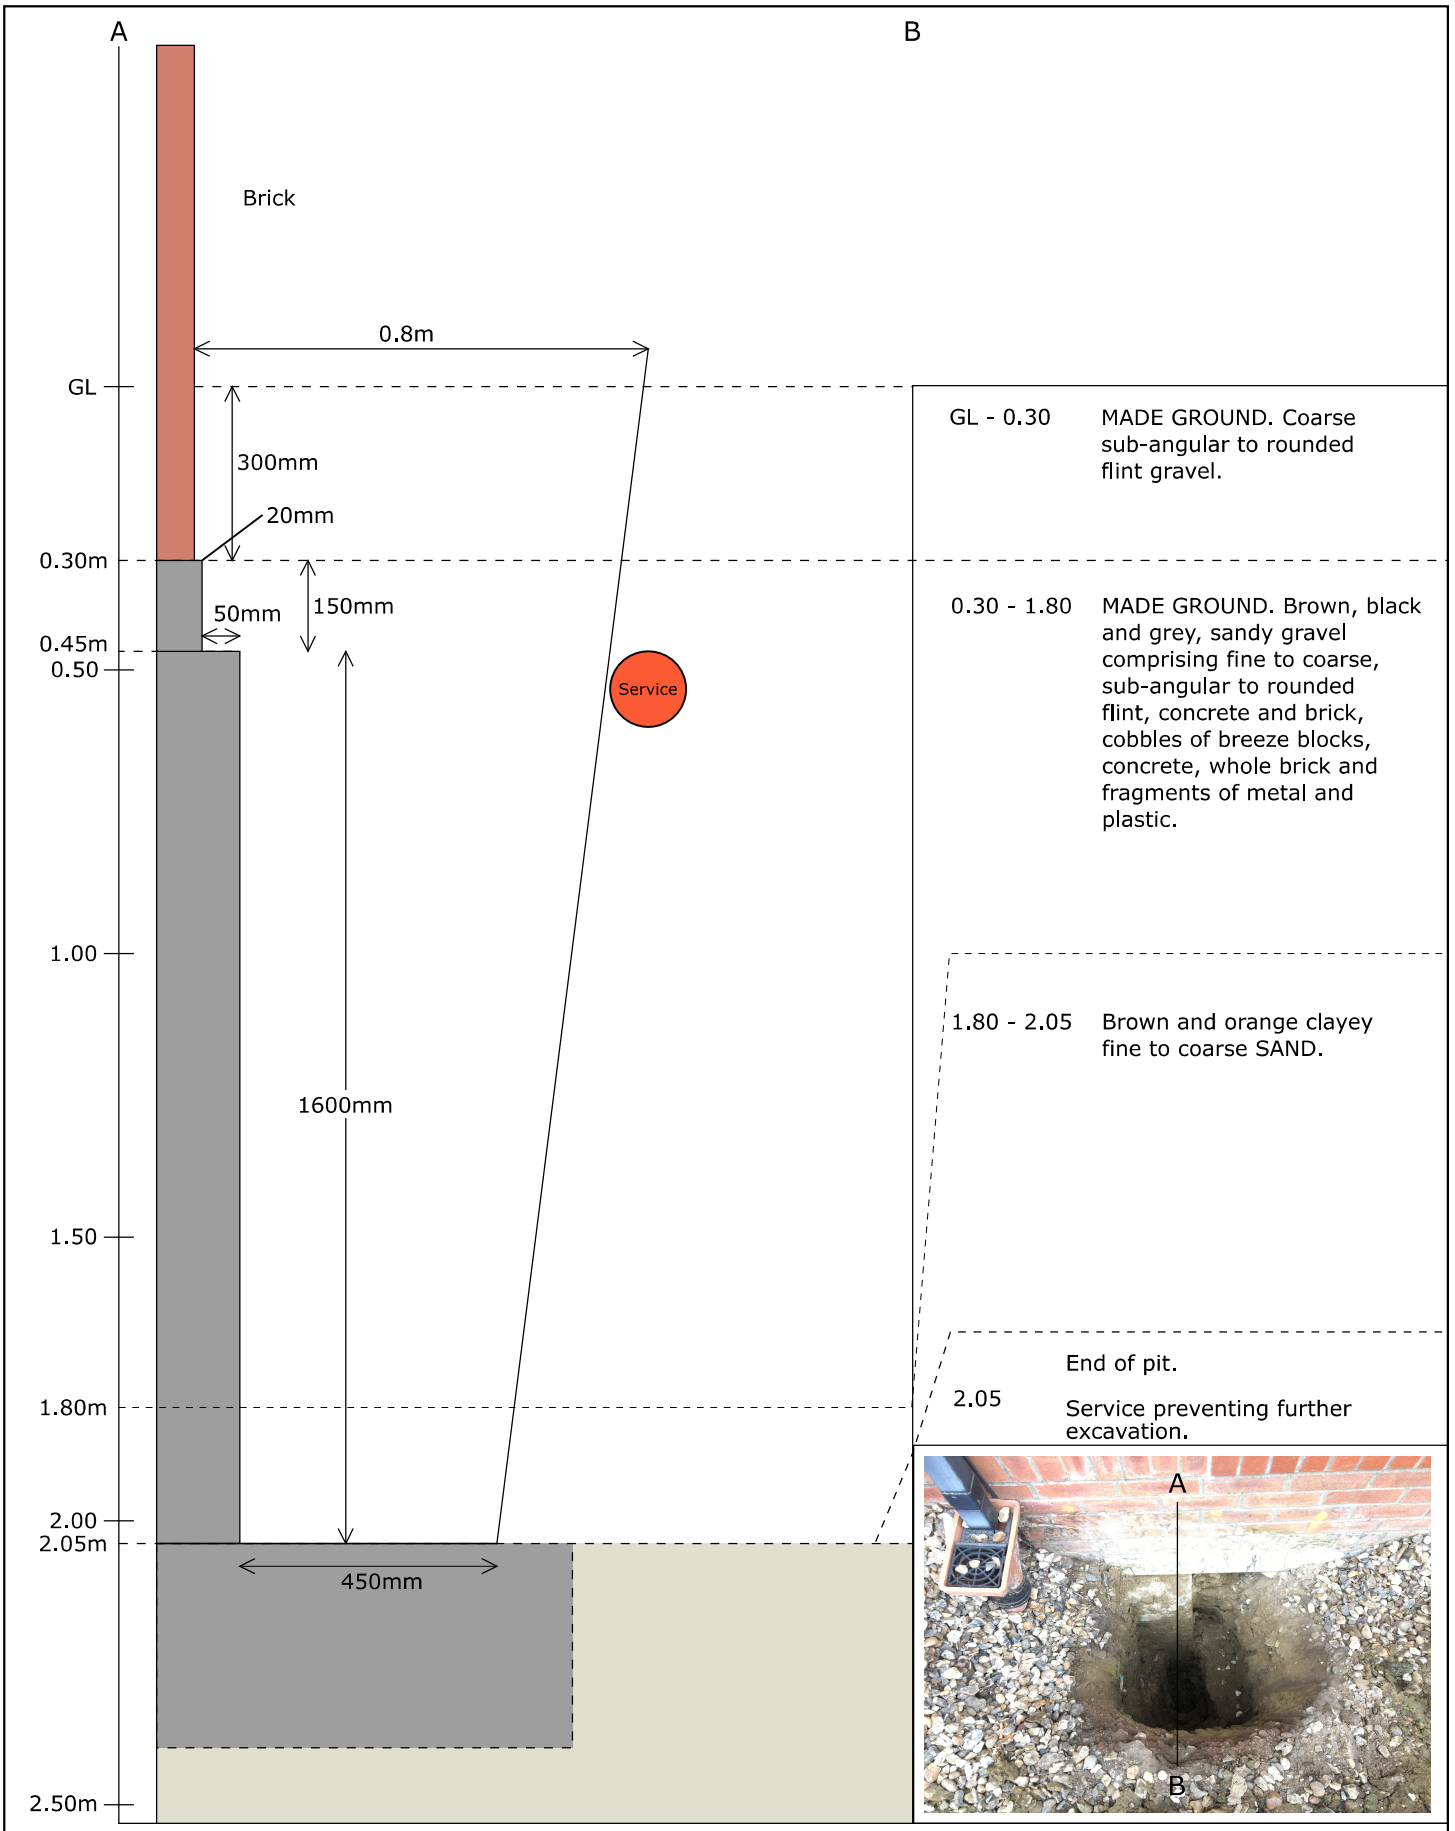 A
B
Brick
0.8m
GL
300mm
20mm
0.30m
50mm
150mm
0.45m
0.50
Service
1.00
1600mm
1.50
1.80m
2.00
2.05m
450mm
2.50m
GL - 0.30
MADE GROUND. Coarse
sub-angular to rounded
flint gravel.
0.30 - 1.80
MADE GROUND. Brown, black
and grey, sandy gravel
comprising fine to coarse,
sub-angular to rounded
flint, concrete and brick,
cobbles of breeze blocks,
concrete, whole brick and
fragments of metal and
plastic.
1.80 - 2.05
Brown and orange clayey
fine to coarse SAND.
2.05
End of pit.
Service preventing further
excavation.
A
B